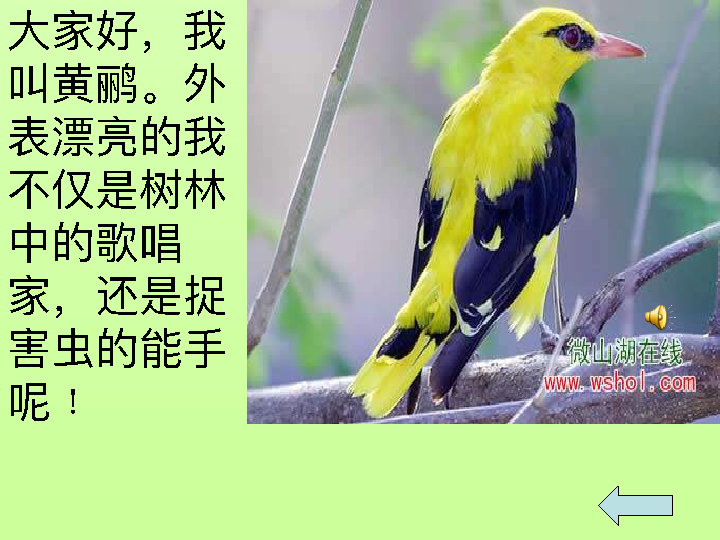 大家好，我
叫黄鹂。外
表漂亮的我
不仅是树林
中的歌唱
家，还是捉
害虫的能手
呢！
微山湖在线
www.wshol.com